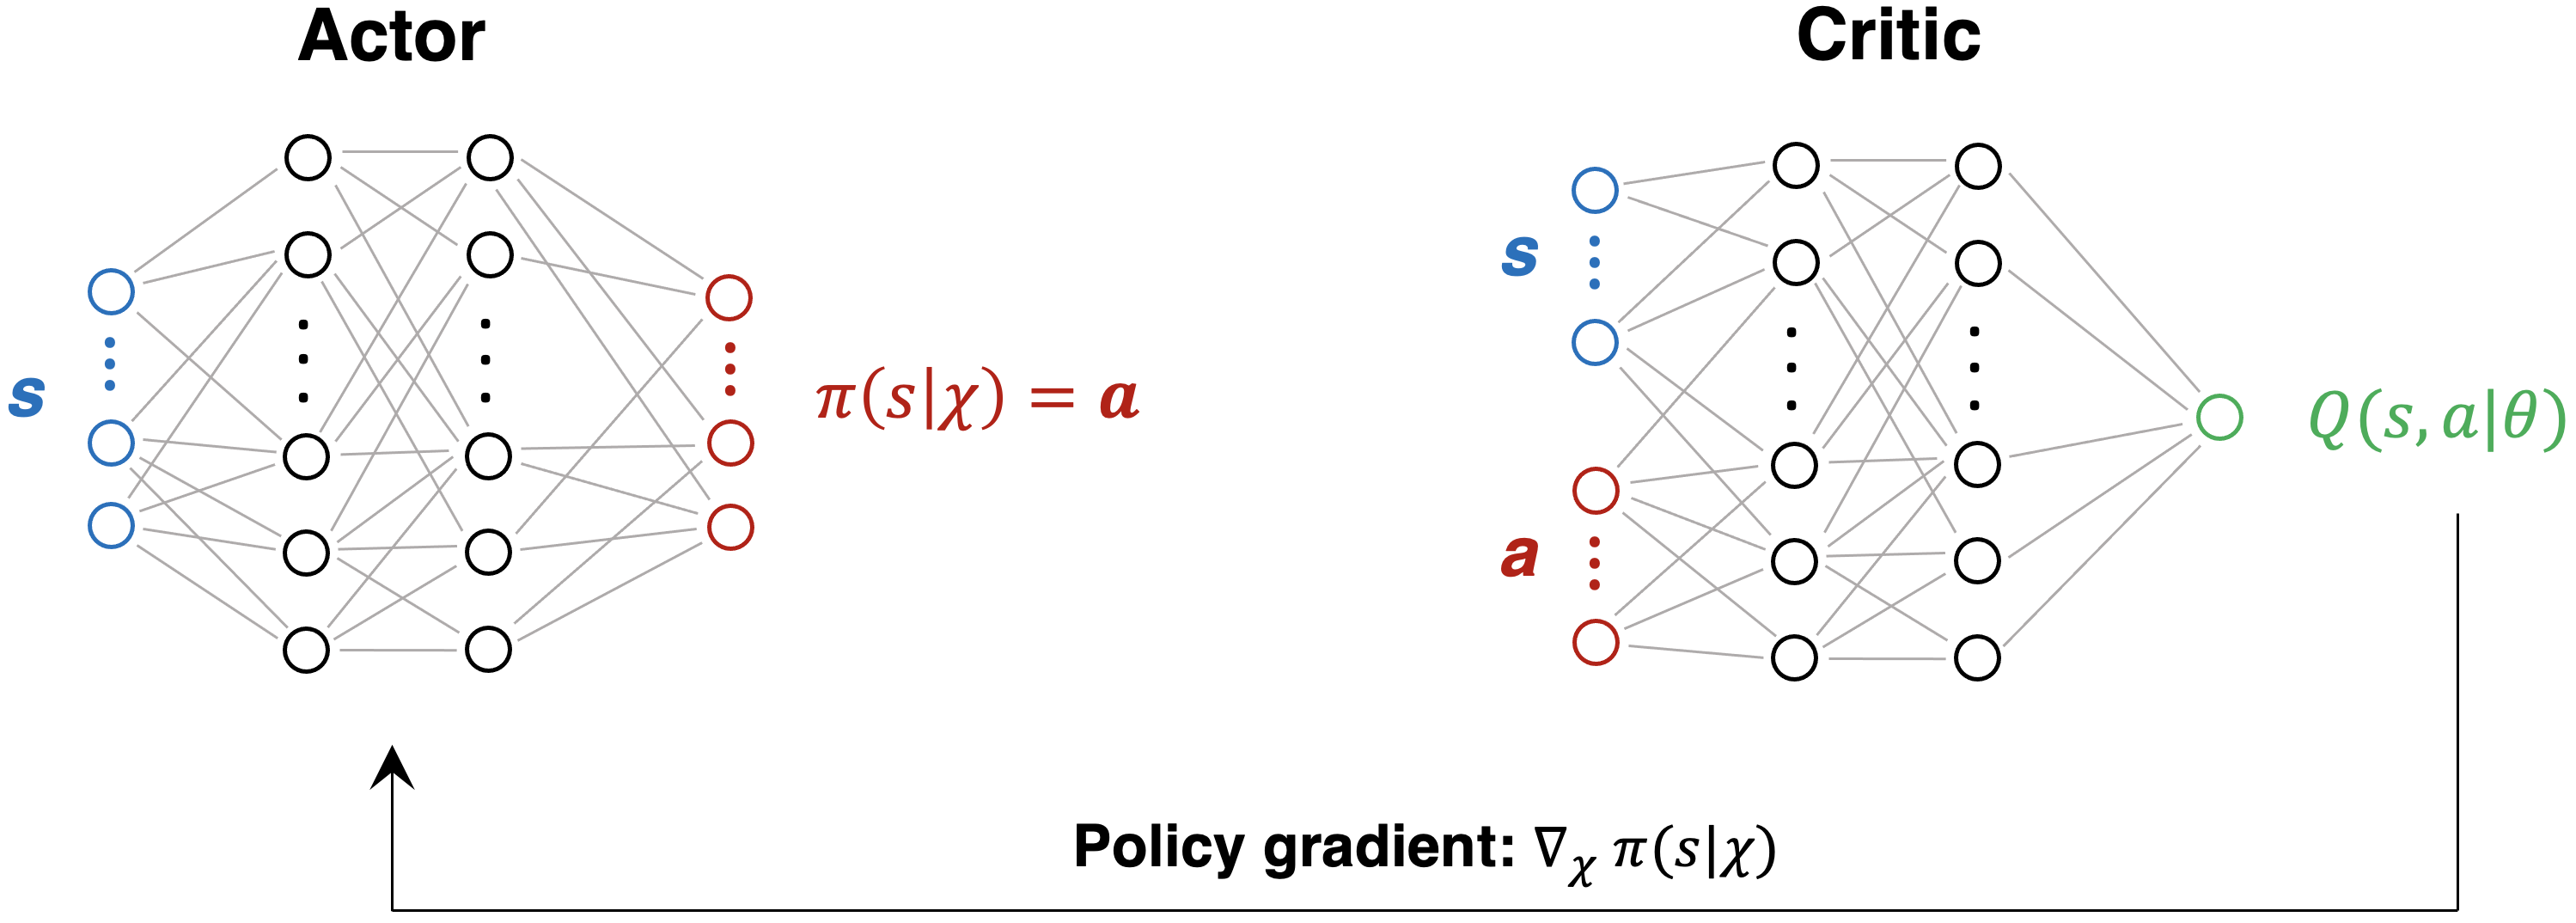 Actor
Critic
s
π(s|χ) = a
s
a
Q(s, a|θ)
Policy gradient: ∇χ π(s|χ)